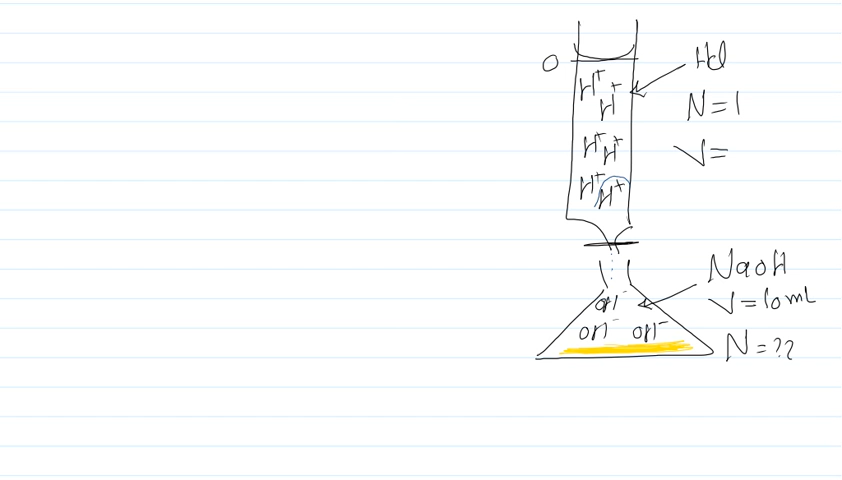 0
HCl
H+ H+
N=1
H+ H+
V=
H+ H+
NaOH
OH-
V=10mL
OH- OH-
N=??